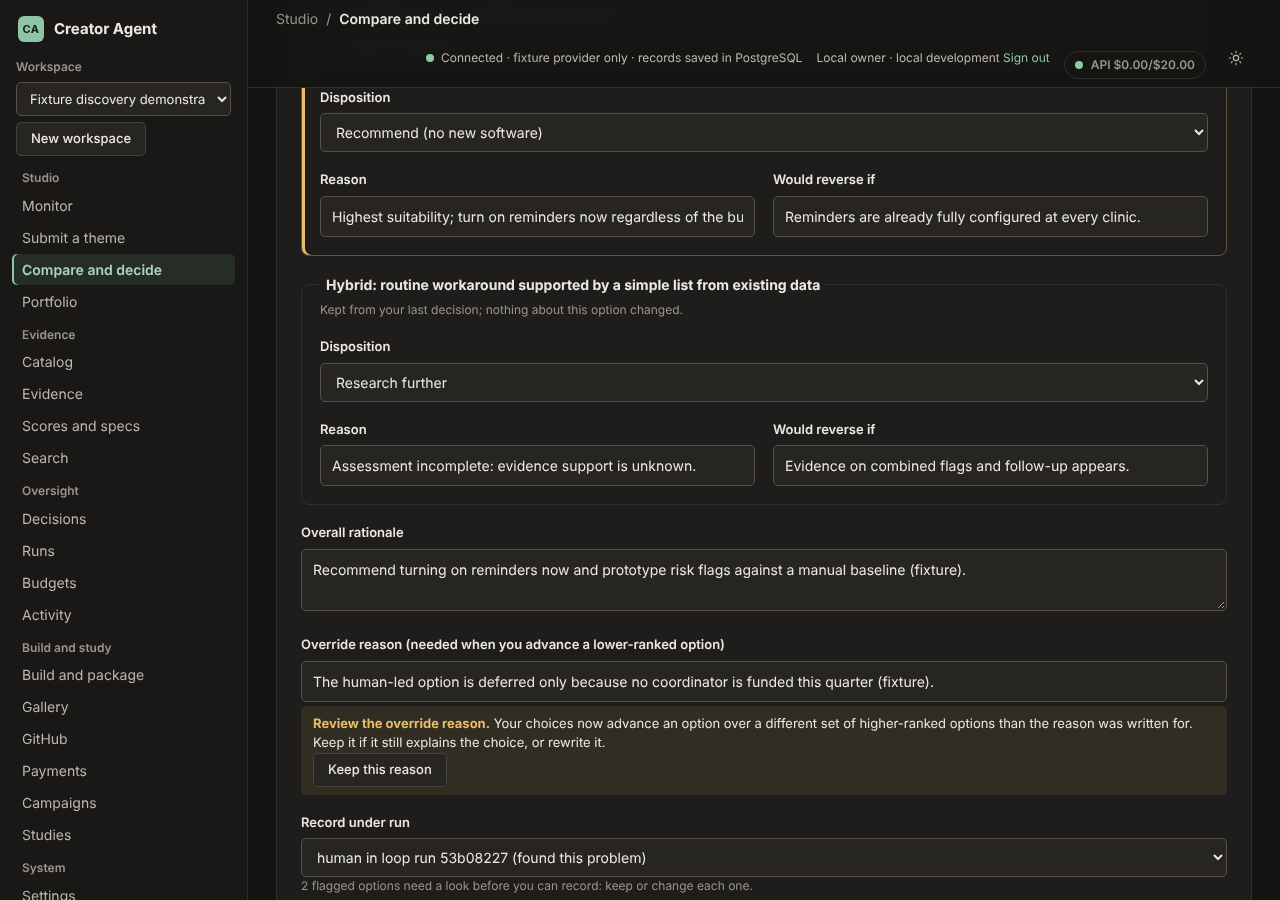 CA Creator Agent
Workspace
Fixture discovery demonstra
New workspace
Studio
Monitor
Submit a theme
Compare and decide
Portfolio
Evidence
Catalog
Evidence
Scores and specs
Search
Oversight
Decisions
Runs
Budgets
Activity
Build and study
Build and package
Gallery
GitHub
Payments
Campaigns
Studies
System
Settings
Studio / Compare and decide
Connected · fixture provider only · records saved in PostgreSQL Local owner · local development Sign out API $0.00/$20.00
Disposition
Recommend (no new software)
Reason Would reverse if
Highest suitability; turn on reminders now regardless of the bu Reminders are already fully configured at every clinic.
Hybrid: routine workaround supported by a simple list from existing data
Kept from your last decision; nothing about this option changed.
Disposition
Research further
Reason Would reverse if
Assessment incomplete: evidence support is unknown. Evidence on combined flags and follow-up appears.
Overall rationale
Recommend turning on reminders now and prototype risk flags against a manual baseline (fixture).
Override reason (needed when you advance a lower-ranked option)
The human-led option is deferred only because no coordinator is funded this quarter (fixture).
Review the override reason. Your choices now advance an option over a different set of higher-ranked options than the reason was written for.
Keep it if it still explains the choice, or rewrite it.
Keep this reason
Record under run
human in loop run 53b08227 (found this problem)
2 flagged options need a look before you can record: keep or change each one.